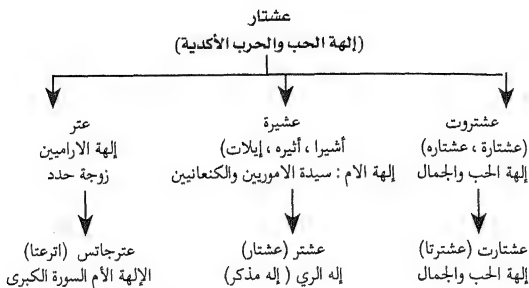 عشتار
(إلهة الحب والحرب الأكدية)
عشتروت
(عشتارة ، عشتاره)
إلهة الحب والجمال
عشيرة
أشيرا ، أثيره ، إيلات)
إلهة الام : سيدة الاموريين والكنعانيين
عتر
إلهة الاراميين
زوجة حدد
عشتارت (عشترتا)
إلهة الحب والجمال
عشتر (عشتار)
إله الري ( إله مذكر)
عترجاتس (اترعتا)
الإلهة الأم السورة الكبرى